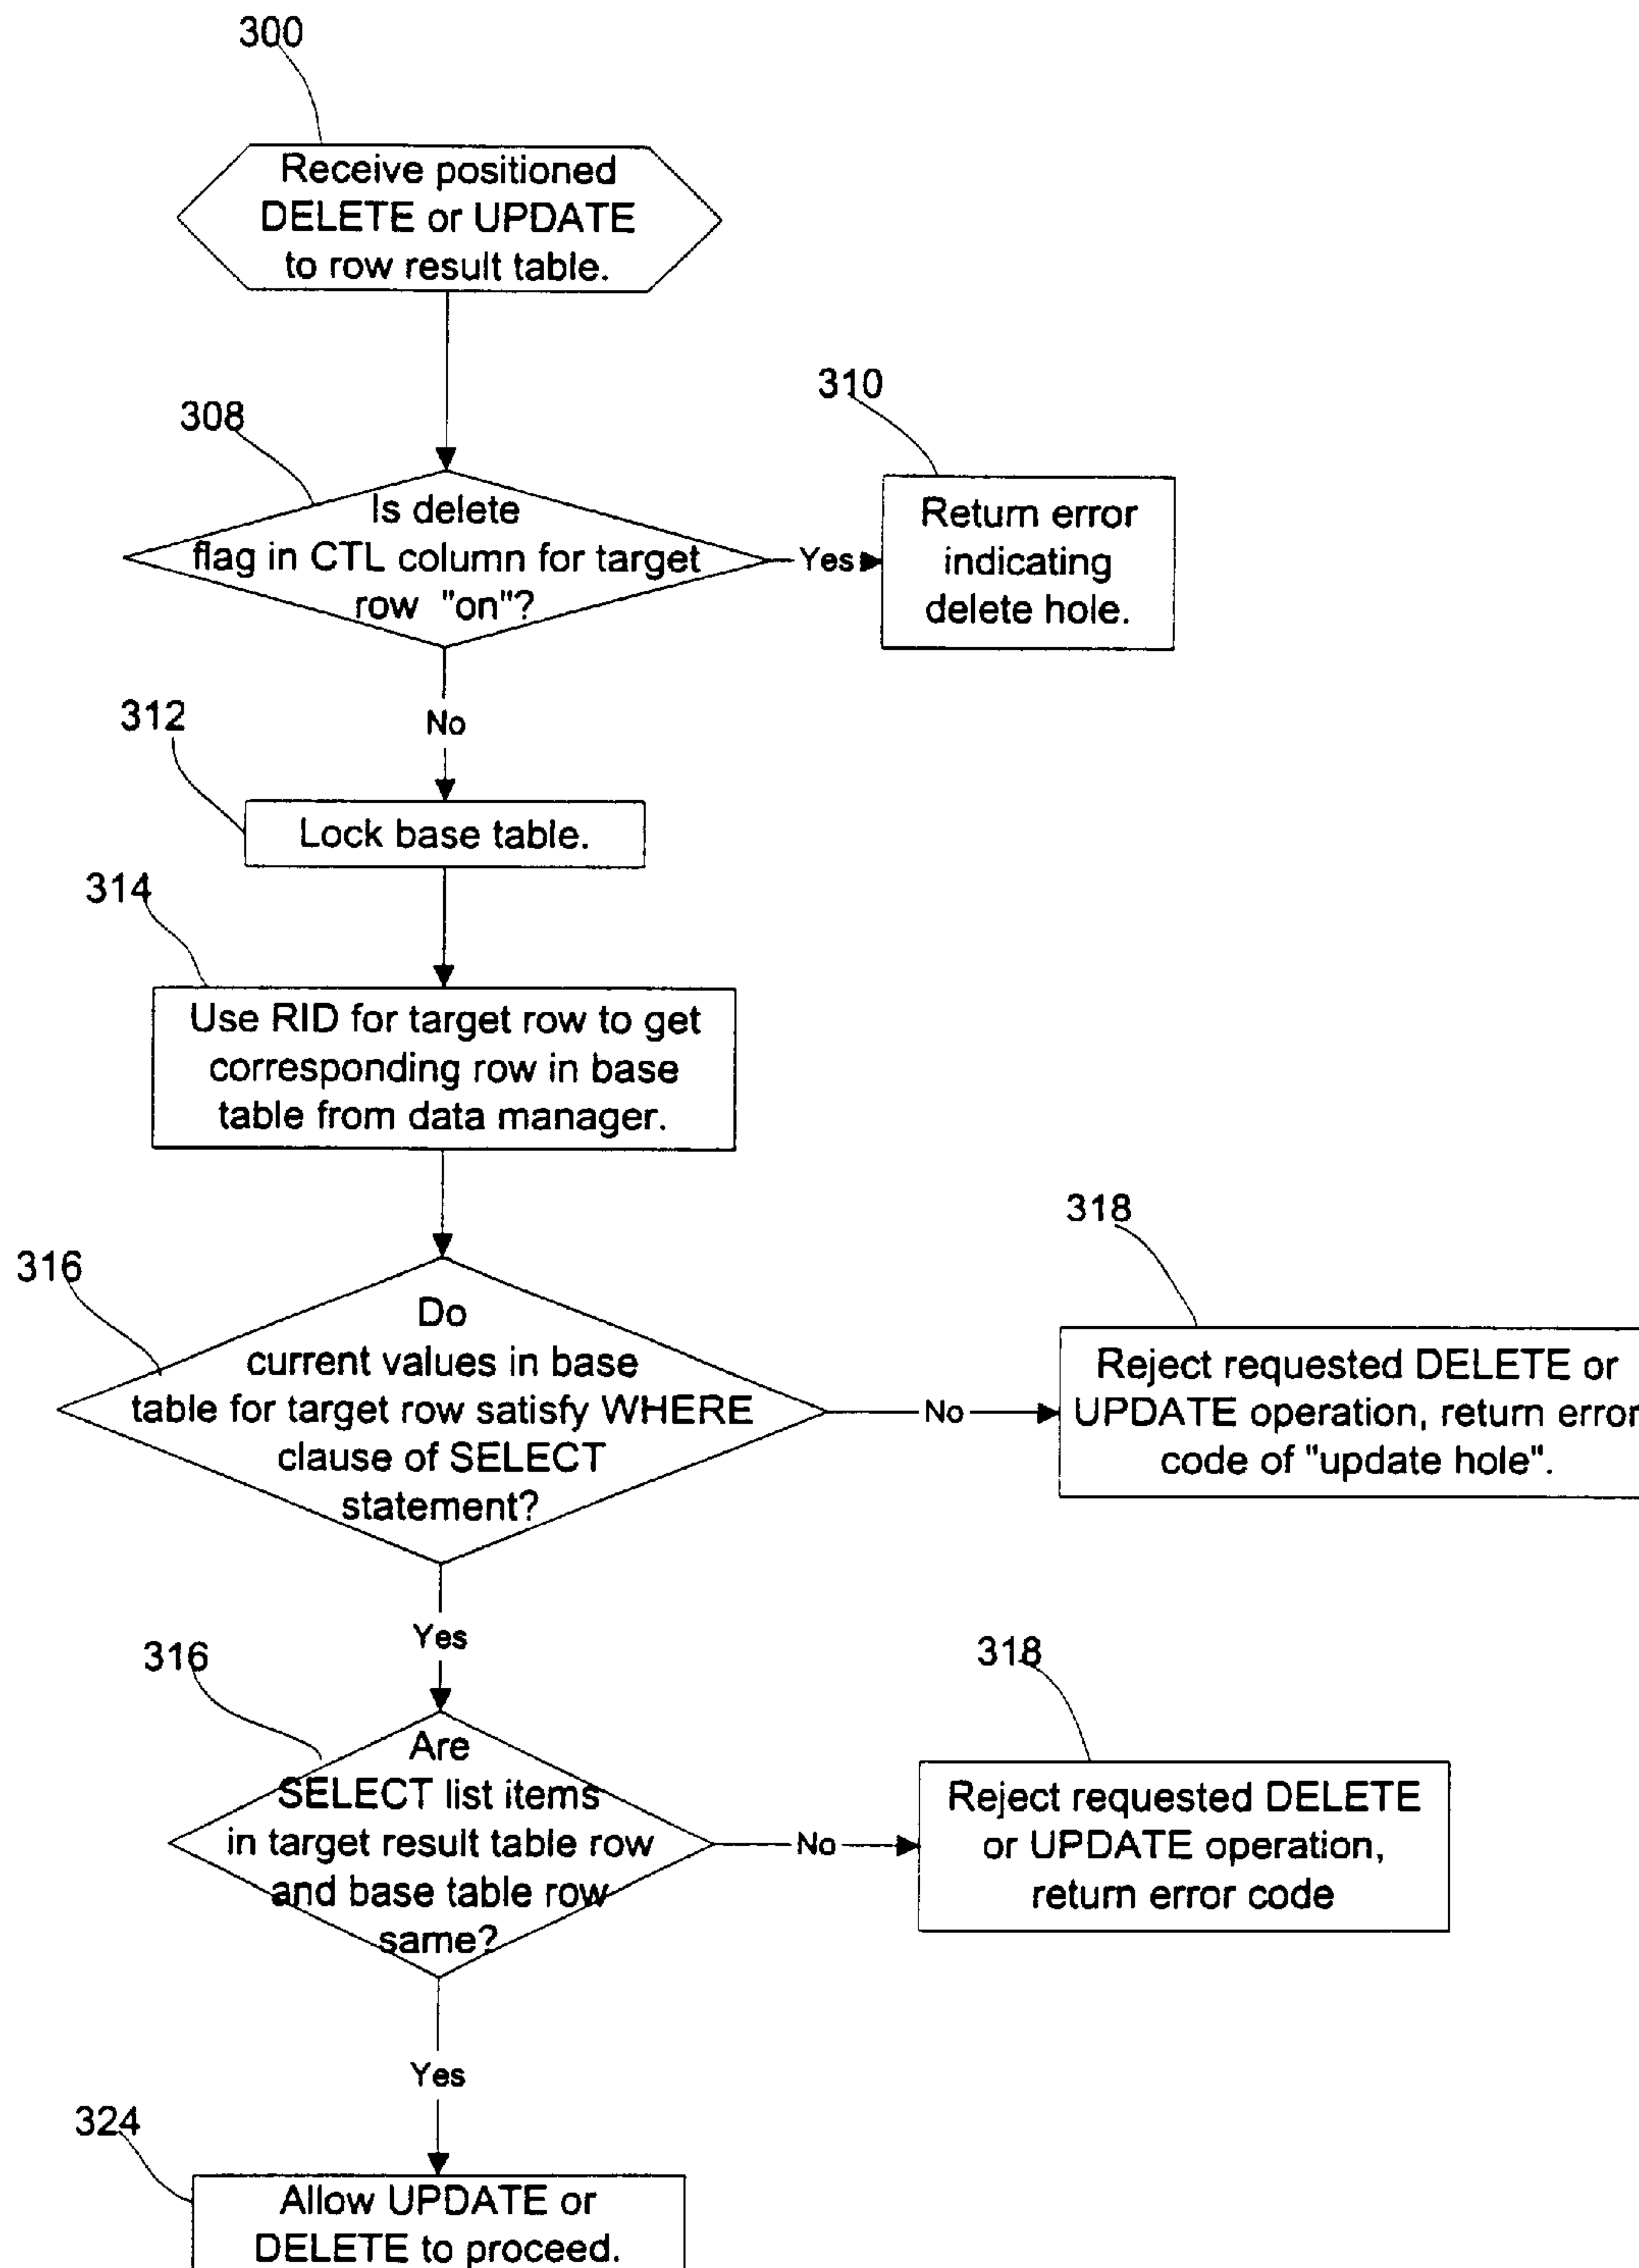 300
Receive positioned
DELETE or UPDATE
to row result table.
308
Is delete
flag in CTL column for target
row "on"?
Yes
310
Return error
indicating
delete hole.
No
312
Lock base table.
314
Use RID for target row to get
corresponding row in base
table from data manager.
316
Do
current values in base
table for target row satisfy WHERE
clause of SELECT
statement?
No
318
Reject requested DELETE or
UPDATE operation, return error
code of "update hole".
Yes
316
Are
SELECT list items
in target result table row
and base table row
same?
No
318
Reject requested DELETE
or UPDATE operation,
return error code
Yes
324
Allow UPDATE or
DELETE to proceed.